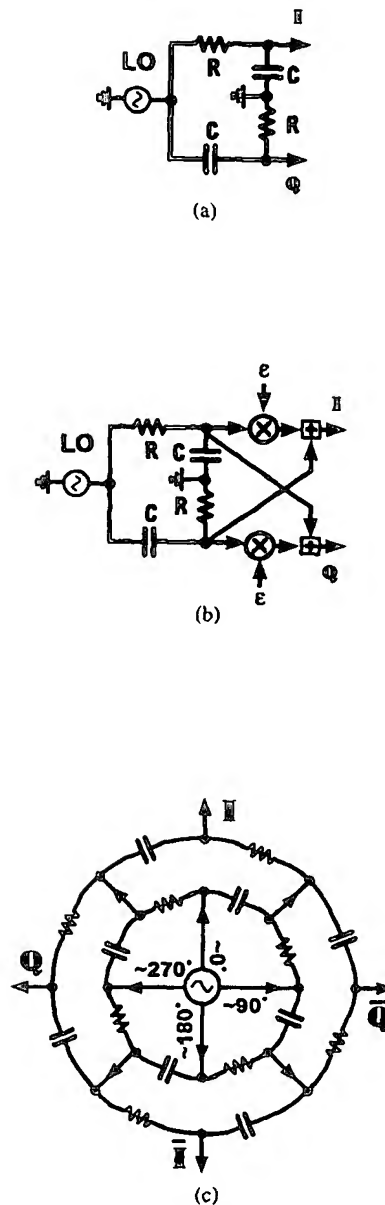 I
LO
R
C
R
C
Q
(a)
ε
I
LO
R
C
R
C
Q
ε
(b)
I
~0°
Q
~270°
~90°
Q̅
~180°
I̅
(c)